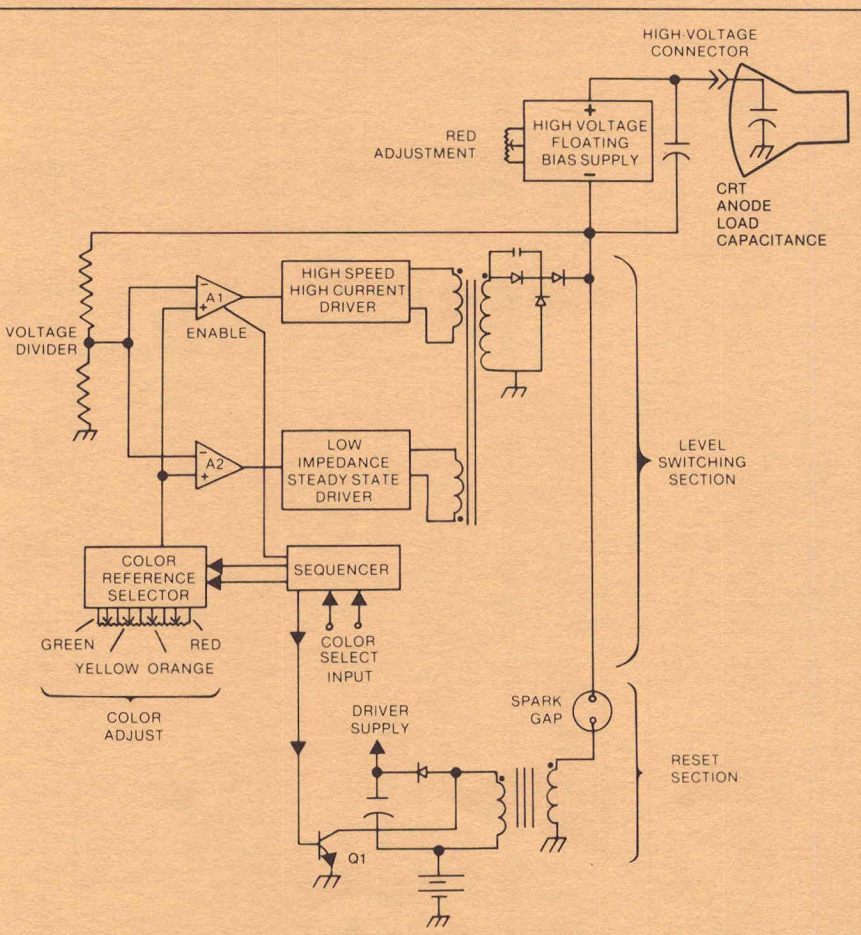 HIGH-VOLTAGE
CONNECTOR
+
HIGH VOLTAGE
FLOATING
BIAS SUPPLY
−
RED
ADJUSTMENT
CRT
ANODE
LOAD
CAPACITANCE
HIGH SPEED
HIGH CURRENT
DRIVER
−
A1
+
ENABLE
VOLTAGE
DIVIDER
−
A2
+
LOW
IMPEDANCE
STEADY STATE
DRIVER
LEVEL
SWITCHING
SECTION
COLOR
REFERENCE
SELECTOR
SEQUENCER
GREEN
RED
YELLOW ORANGE
COLOR
ADJUST
COLOR
SELECT
INPUT
DRIVER
SUPPLY
SPARK
GAP
RESET
SECTION
Q1